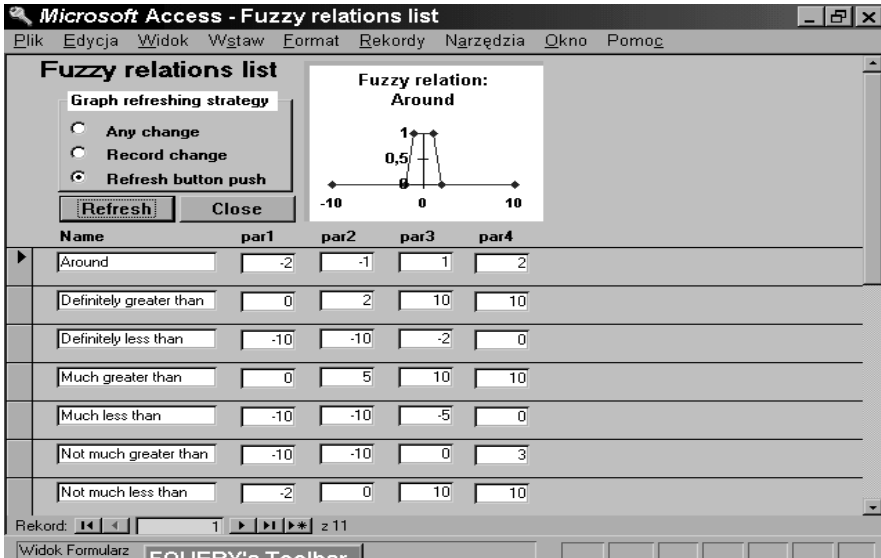 Microsoft Access - Fuzzy relations list
Plik Edycja Widok Wstaw Format Rekordy Narzędzia Okno Pomoc
Fuzzy relations list
Graph refreshing strategy
Any change
Record change
Refresh button push
Refresh Close
Fuzzy relation:
Around
1
0,5
0
-10 0 10
Name par1 par2 par3 par4
Around -2 -1 1 2
Definitely greater than 0 2 10 10
Definitely less than -10 -10 -2 0
Much greater than 0 5 10 10
Much less than -10 -10 -5 0
Not much greater than -10 -10 0 3
Not much less than -2 0 10 10
Rekord: 1 z 11
Widok Formularz FQUERY's Toolbar